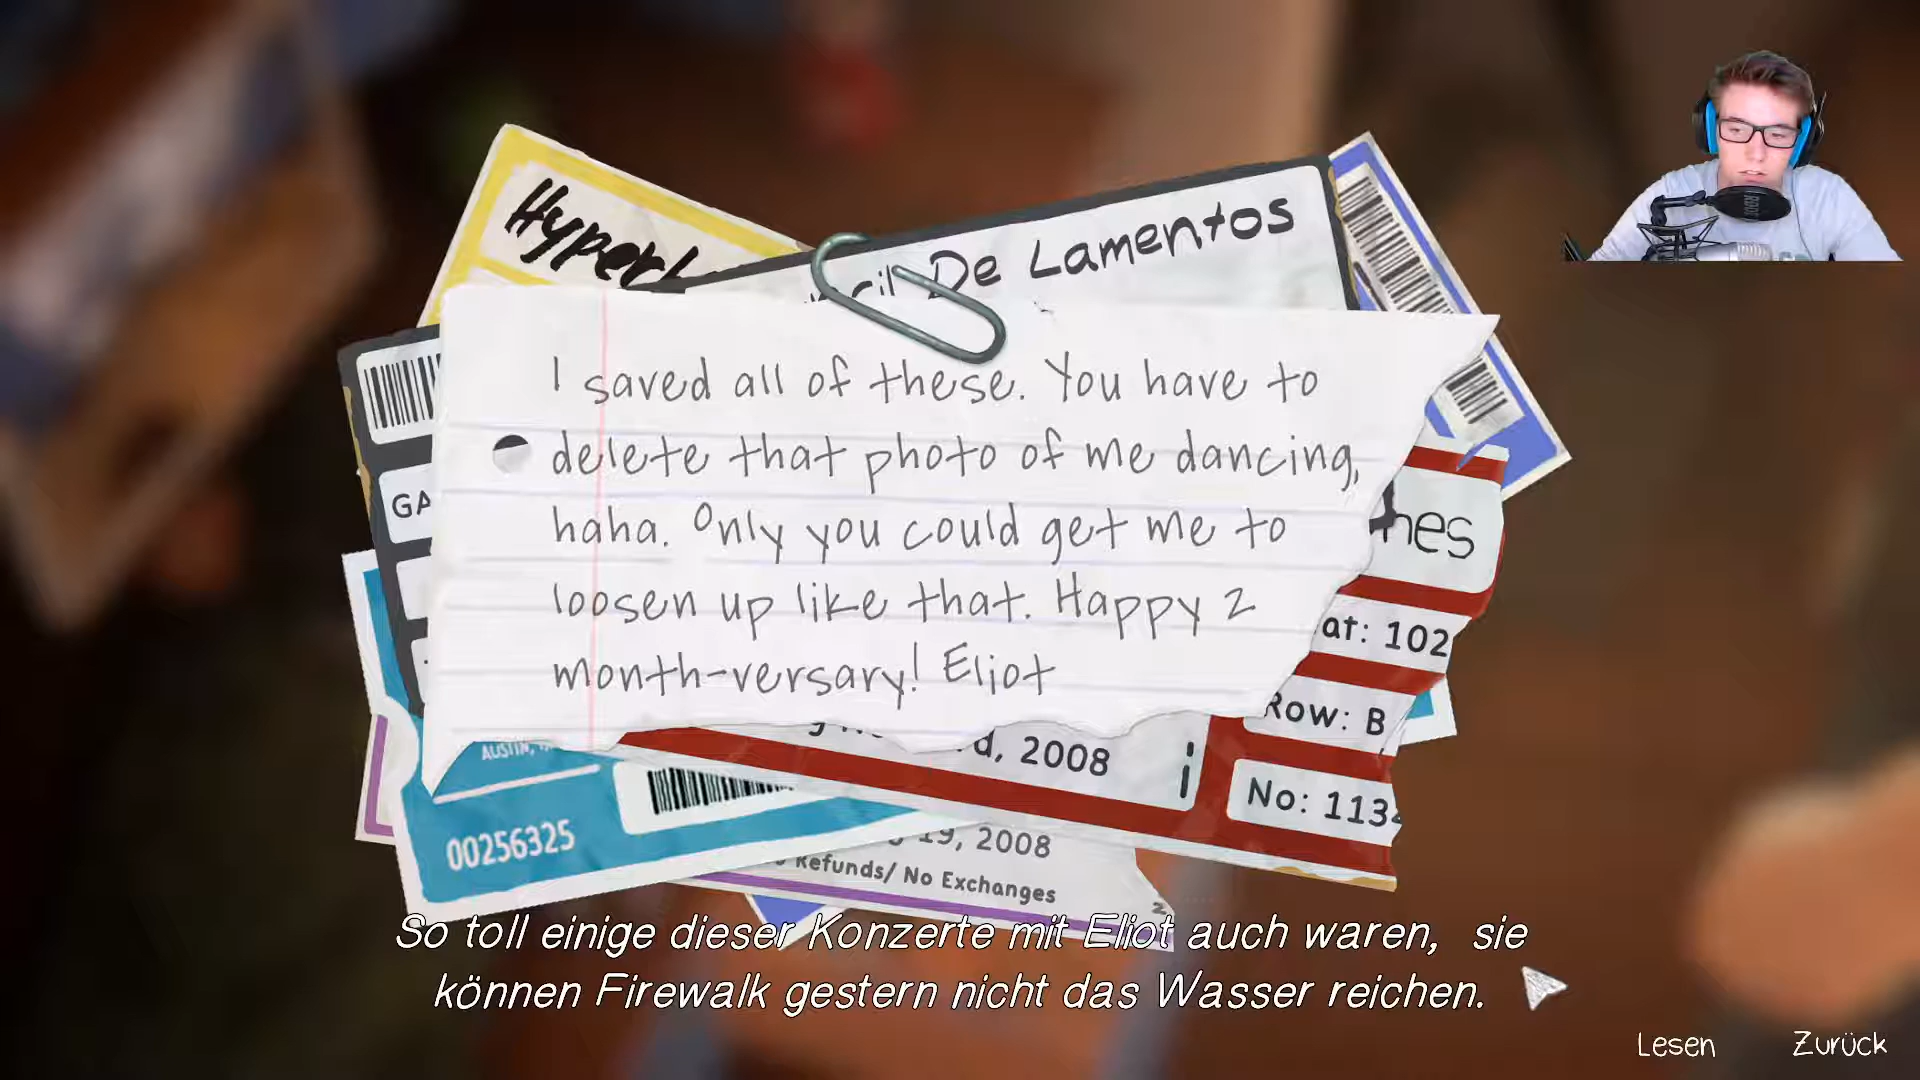 De Lamentos
I saved all of these. You have to
delete that photo of me dancing,
haha. Only you could get me to
loosen up like that. Happy 2
month-versary! Eliot
GA
hes
at: 102
Row: B
No: 113
d, 2008
00256325
19, 2008
Refunds/ No Exchanges
So toll einige dieser Konzerte mit Eliot auch waren, sie
können Firewalk gestern nicht das Wasser reichen.
Lesen Zurück